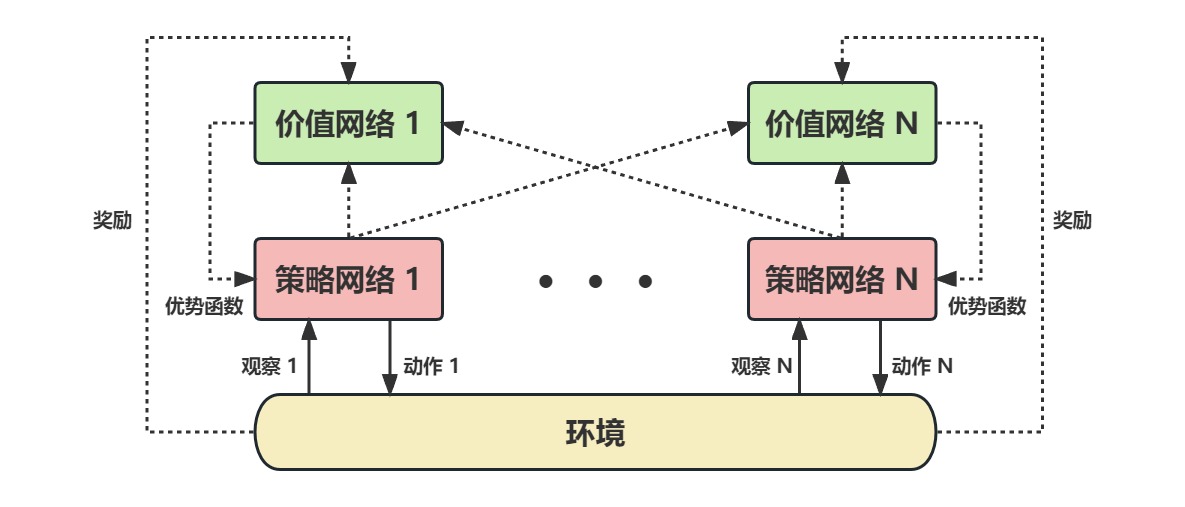 价值网络 1
价值网络 N
奖励
奖励
策略网络 1
策略网络 N
优势函数
优势函数
观察 1
动作 1
观察 N
动作 N
环境